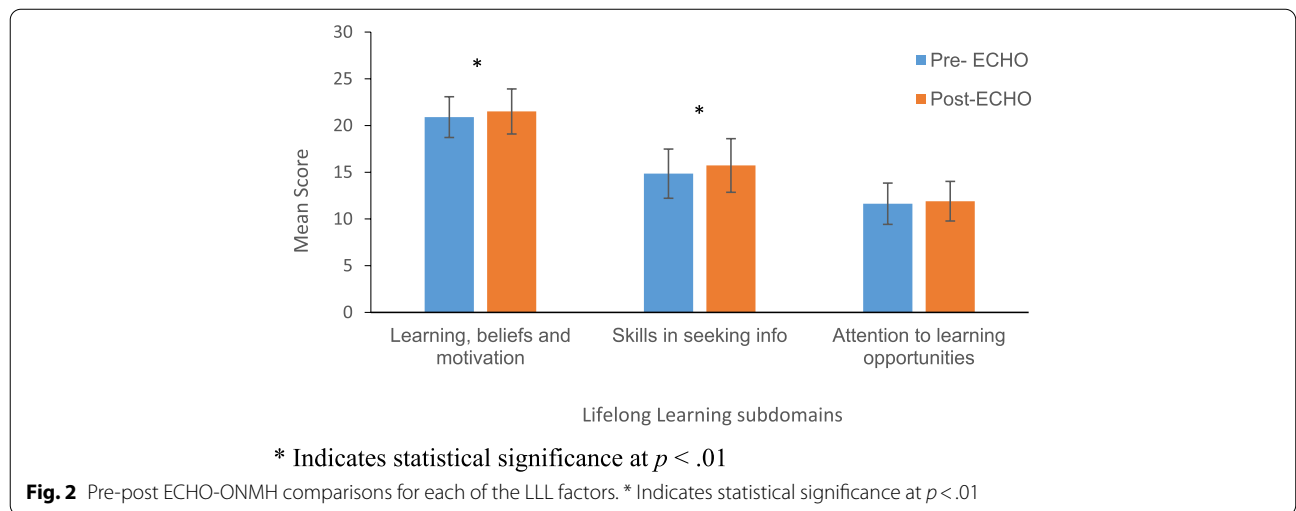 30
25
20
15
10
5
0
Mean Score
*
*
Pre- ECHO
Post-ECHO
Learning, beliefs and
motivation
Skills in seeking info
Attention to learning
opportunities
Lifelong Learning subdomains
* Indicates statistical significance at p < .01
Fig. 2 Pre-post ECHO-ONMH comparisons for each of the LLL factors. * Indicates statistical significance at p < .01